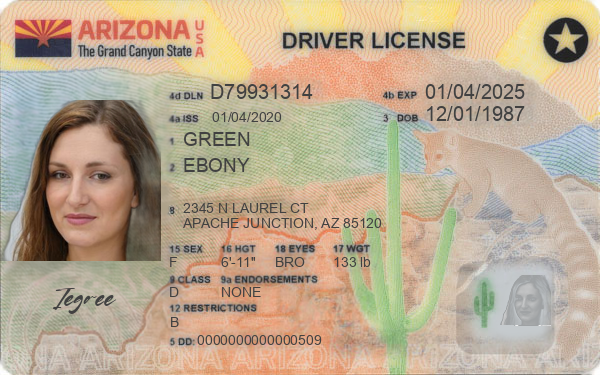 ARIZONA USA
The Grand Canyon State
DRIVER LICENSE
4d DLN D79931314 4b EXP 01/04/2025
4a ISS 01/04/2020 3 DOB 12/01/1987
1 GREEN
2 EBONY
8 2345 N LAUREL CT
APACHE JUNCTION, AZ 85120
15 SEX 16 HGT 18 EYES 17 WGT
F 6'-11" BRO 133 lb
9 CLASS 9a ENDORSEMENTS
D NONE
12 RESTRICTIONS
B
5 DD: 0000000000000509
Tegree
ARIZONA ARIZONA ARIZONA ARIZONA